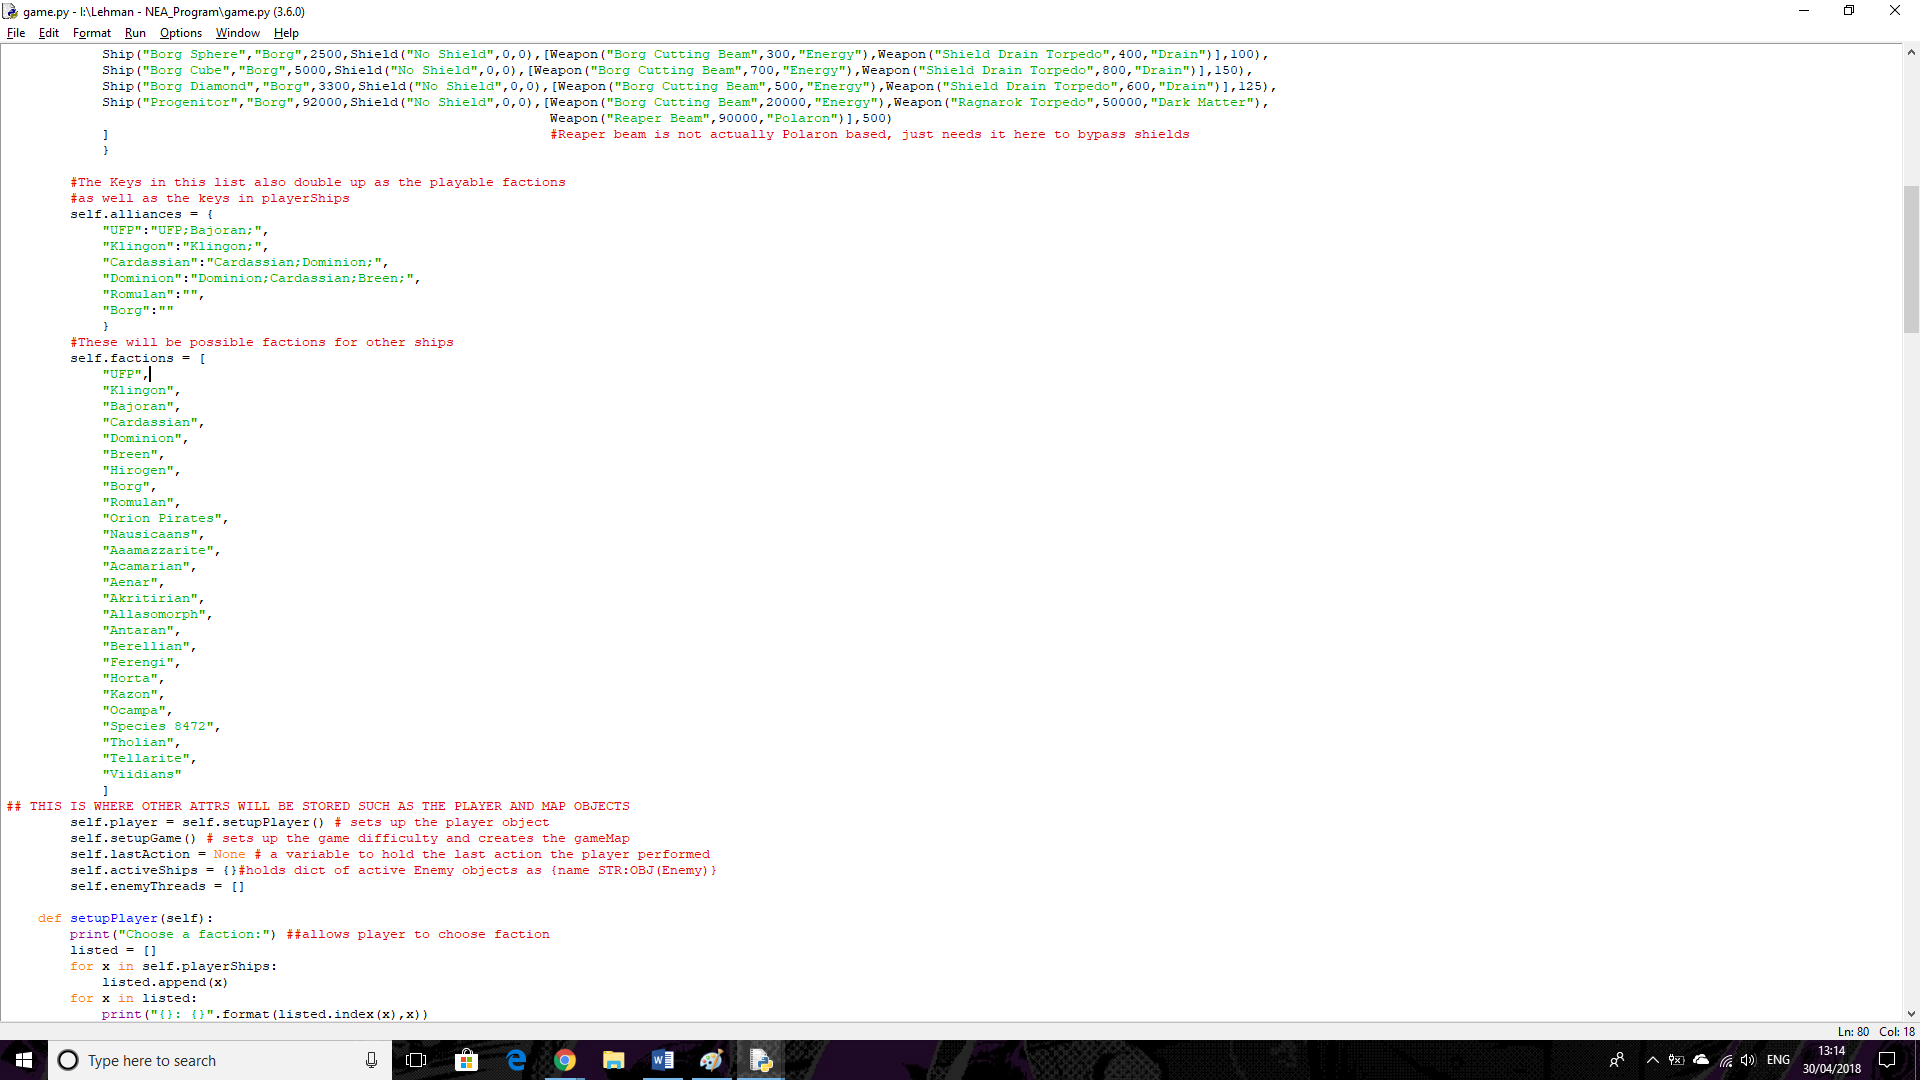 game.py - I:\Lehman - NEA_Program\game.py (3.6.0)
File Edit Format Run Options Window Help
Ship("Borg Sphere","Borg",2500,Shield("No Shield",0,0),[Weapon("Borg Cutting Beam",300,"Energy"),Weapon("Shield Drain Torpedo",400,"Drain")],100),
Ship("Borg Cube","Borg",5000,Shield("No Shield",0,0),[Weapon("Borg Cutting Beam",700,"Energy"),Weapon("Shield Drain Torpedo",800,"Drain")],150),
Ship("Borg Diamond","Borg",3300,Shield("No Shield",0,0),[Weapon("Borg Cutting Beam",500,"Energy"),Weapon("Shield Drain Torpedo",600,"Drain")],125),
Ship("Progenitor","Borg",92000,Shield("No Shield",0,0),[Weapon("Borg Cutting Beam",20000,"Energy"),Weapon("Ragnarok Torpedo",50000,"Dark Matter"),
Weapon("Reaper Beam",90000,"Polaron")],500)
] #Reaper beam is not actually Polaron based, just needs it here to bypass shields
}
#The Keys in this list also double up as the playable factions
#as well as the keys in playerShips
self.alliances = {
"UFP":"UFP;Bajoran;",
"Klingon":"Klingon;",
"Cardassian":"Cardassian;Dominion;",
"Dominion":"Dominion;Cardassian;Breen;",
"Romulan":"",
"Borg":""
}
#These will be possible factions for other ships
self.factions = [
"UFP",
"Klingon",
"Bajoran",
"Cardassian",
"Dominion",
"Breen",
"Hirogen",
"Borg",
"Romulan",
"Orion Pirates",
"Nausicaans",
"Aaamazzarite",
"Acamarian",
"Aenar",
"Akritirian",
"Allasomorph",
"Antaran",
"Berellian",
"Ferengi",
"Horta",
"Kazon",
"Ocampa",
"Species 8472",
"Tholian",
"Tellarite",
"Viidians"
]
## THIS IS WHERE OTHER ATTRS WILL BE STORED SUCH AS THE PLAYER AND MAP OBJECTS
self.player = self.setupPlayer() # sets up the player object
self.setupGame() # sets up the game difficulty and creates the gameMap
self.lastAction = None # a variable to hold the last action the player performed
self.activeShips = {}#holds dict of active Enemy objects as {name STR:OBJ(Enemy)}
self.enemyThreads = []
def setupPlayer(self):
print("Choose a faction:") ##allows player to choose faction
listed = []
for x in self.playerShips:
listed.append(x)
for x in listed:
print("{}: {}".format(listed.index(x),x))
Ln: 80 Col: 18
Type here to search
ENG
13:14
30/04/2018